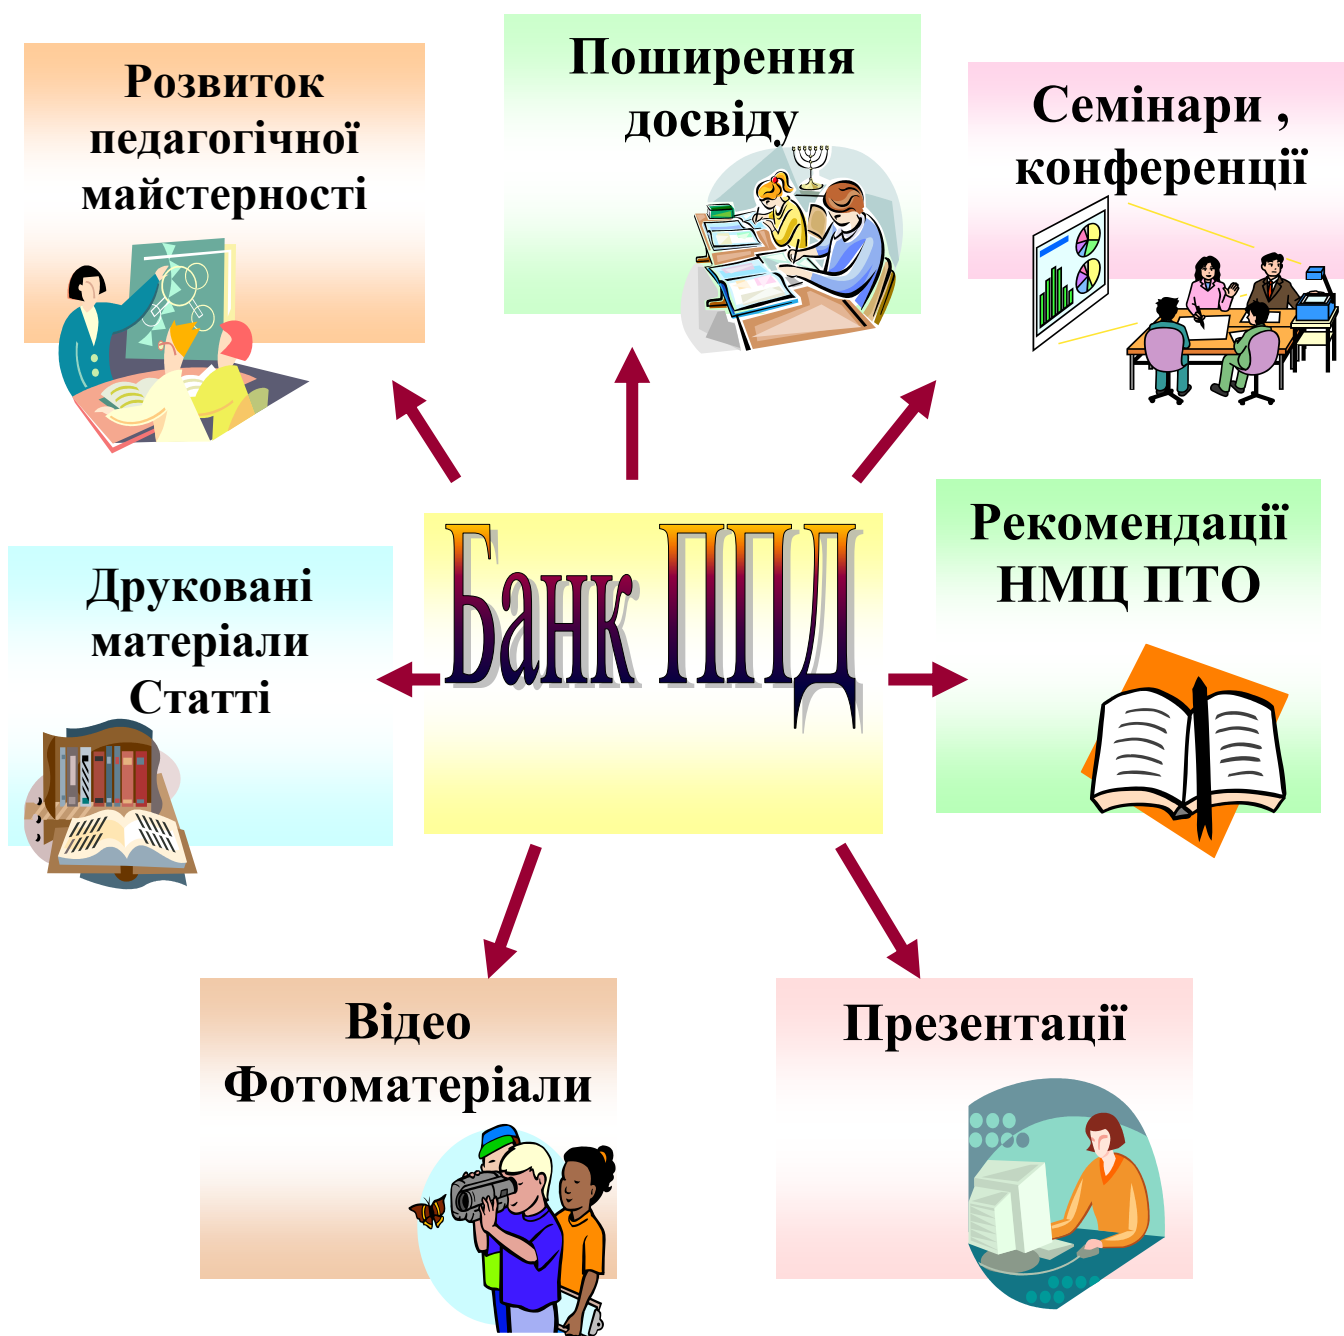 Розвиток
педагогічної
майстерності
Поширення
досвіду
Семінари ,
конференції
Банк ППД
Друковані
матеріали
Статті
Рекомендації
НМЦ ПТО
Відео
Фотоматеріали
Презентації